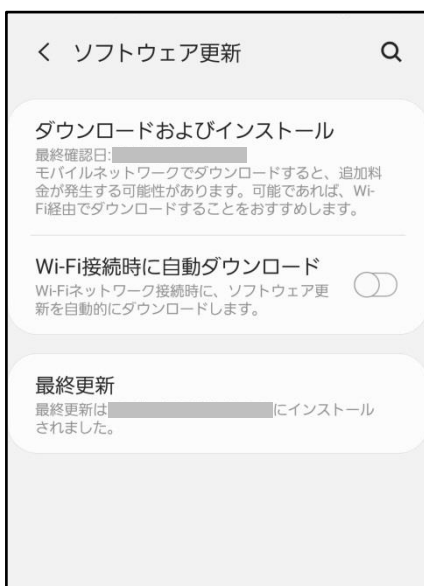 ソフトウェア更新
ダウンロードおよびインストール
最終確認日:
モバイルネットワークでダウンロードすると、追加料
金が発生する可能性があります。可能であれば、Wi-
Fi経由でダウンロードすることをおすすめします。
Wi-Fi接続時に自動ダウンロード
Wi-Fiネットワーク接続時に、ソフトウェア更
新を自動的にダウンロードします。
最終更新
最終更新は にインストール
されました。